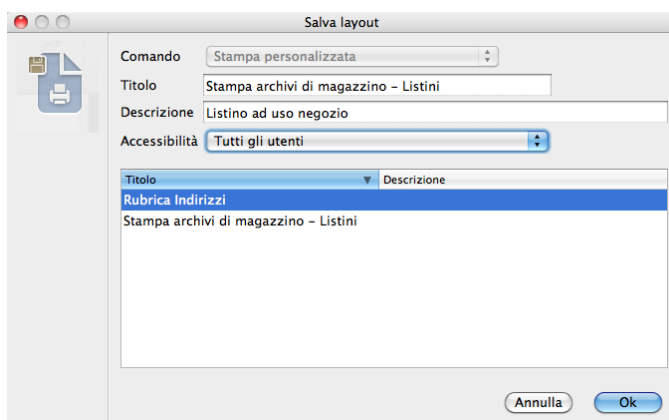 Salva layout
Comando Stampa personalizzata
Titolo Stampa archivi di magazzino – Listini
Descrizione Listino ad uso negozio
Accessibilità Tutti gli utenti
Titolo Descrizione
Rubrica Indirizzi
Stampa archivi di magazzino – Listini
Annulla Ok